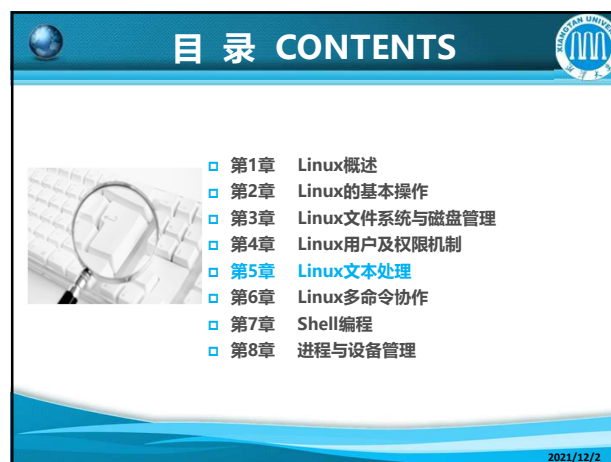 目 录 CONTENTS
XIANGTAN UNIVE
第1章 Linux概述
第2章 Linux的基本操作
第3章 Linux文件系统与磁盘管理
第4章 Linux用户及权限机制
第5章 Linux文本处理
第6章 Linux多命令协作
第7章 Shell编程
第8章 进程与设备管理
2021/12/2